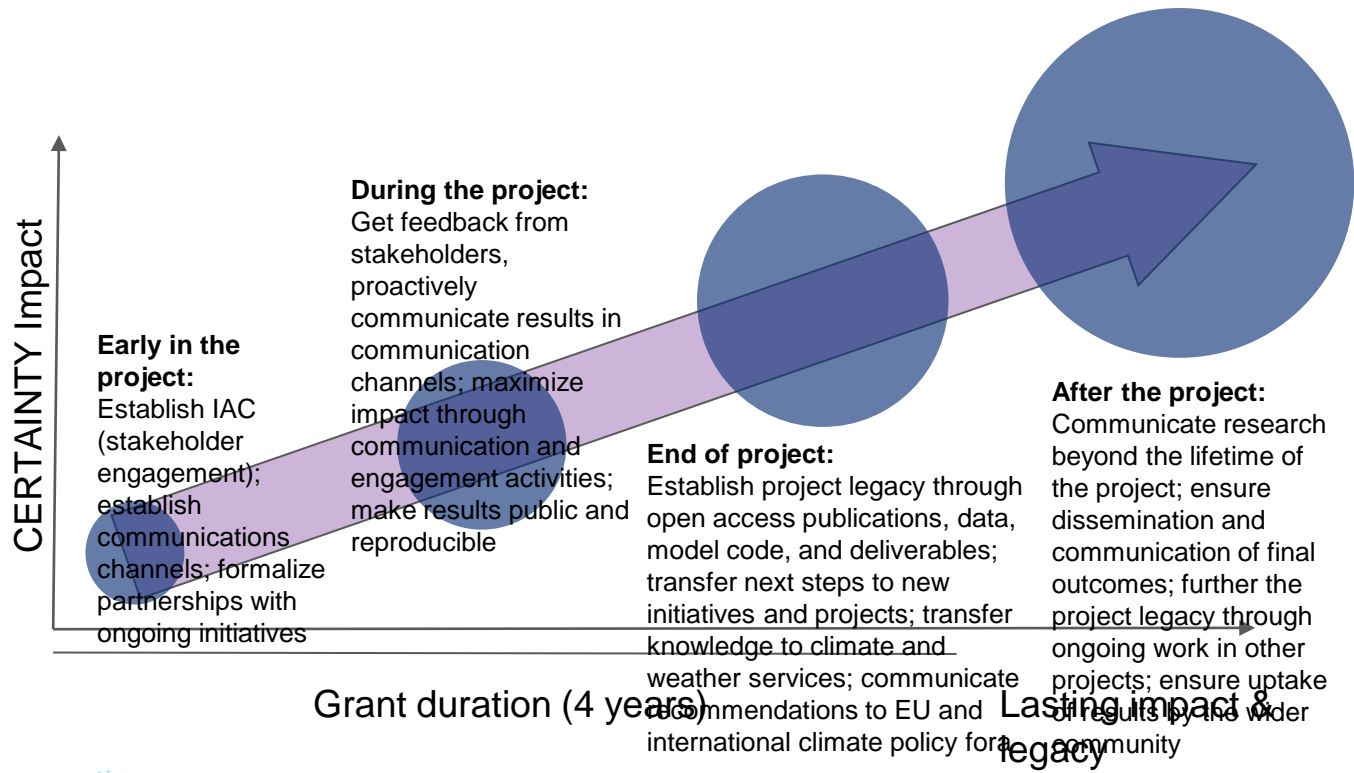 CERTAINTY Impact
Early in the
project:
Establish IAC
(stakeholder
engagement);
establish
communications
channels; formalize
partnerships with
ongoing initiatives
During the project:
Get feedback from
stakeholders,
proactively
communicate results in
communication
channels; maximize
impact through
communication and
engagement activities;
make results public and
reproducible
End of project:
Establish project legacy through
open access publications, data,
model code, and deliverables;
transfer next steps to new
initiatives and projects; transfer
knowledge to climate and
weather services; communicate
recommendations to EU and
international climate policy fora
After the project:
Communicate research
beyond the lifetime of
the project; ensure
dissemination and
communication of final
outcomes; further the
project legacy through
ongoing work in other
projects; ensure uptake
of results by the wider
community
Grant duration (4 years)
Lasting impact &
legacy